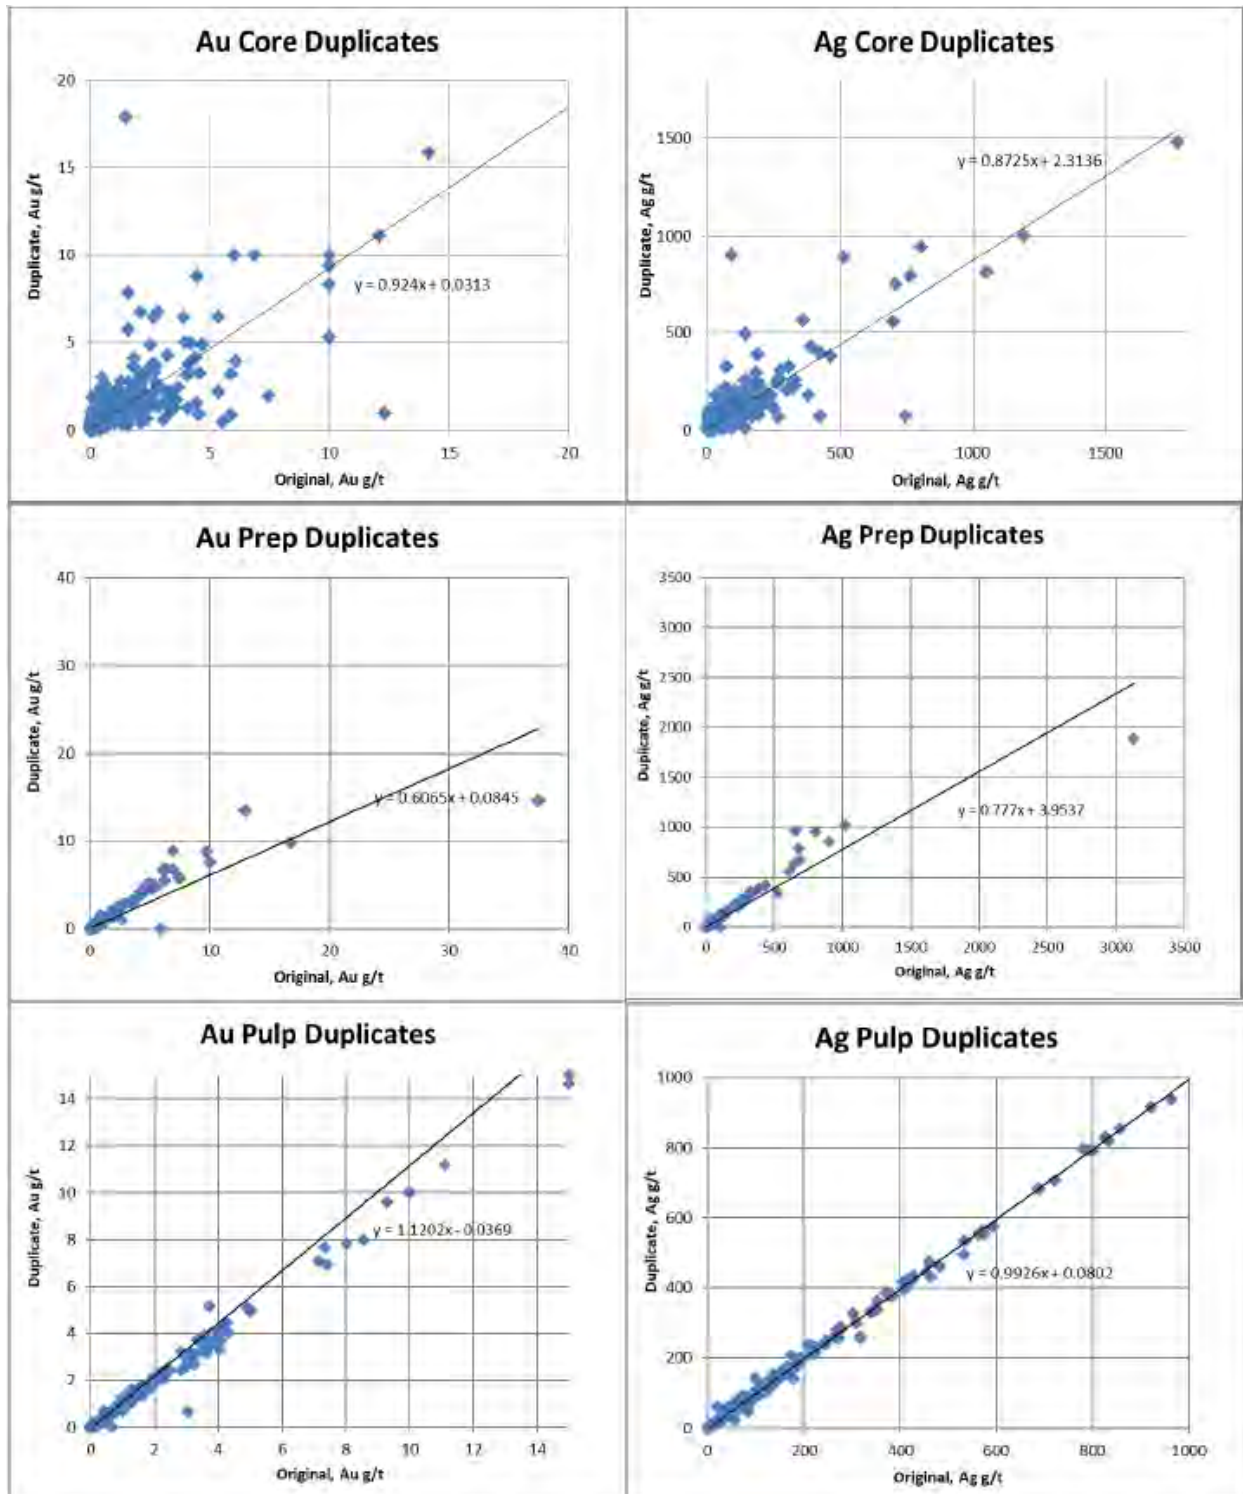 Au Core Duplicates
20
15
10
5
0
0 5 10 15 20
Duplicate, Au g/t
y = 0.924x + 0.0313
Original, Au g/t
Ag Core Duplicates
1500
1000
500
0
0 500 1000 1500
Duplicate, Ag g/t
y = 0.8725x + 2.3136
Original, Ag g/t
Au Prep Duplicates
40
30
20
10
0
0 10 20 30 40
Duplicate, Au g/t
y = 0.6065x + 0.0845
Original, Au g/t
Ag Prep Duplicates
3500
3000
2500
2000
1500
1000
500
0
0 500 1000 1500 2000 2500 3000 3500
Duplicate, Ag g/t
y = 0.777x + 3.9537
Original, Ag g/t
Au Pulp Duplicates
14
12
10
8
6
4
2
0
0 2 4 6 8 10 12 14
Duplicate, Au g/t
y = 1.1202x - 0.0369
Original, Au g/t
Ag Pulp Duplicates
1000
800
600
400
200
0
0 200 400 600 800 1000
Duplicate, Ag g/t
y = 0.9926x + 0.0802
Original, Ag g/t